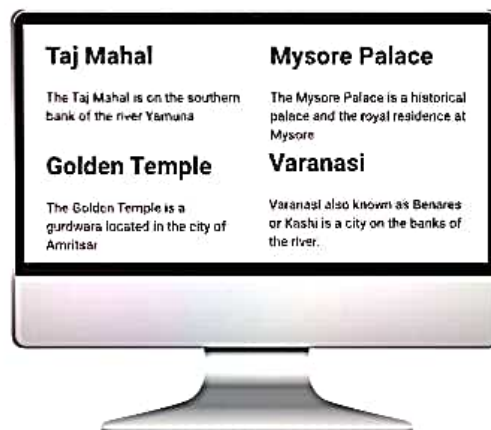 Taj Mahal
The Taj Mahal is on the southern
bank of the river Yamuna
Mysore Palace
The Mysore Palace is a historical
palace and the royal residence at
Mysore
Golden Temple
The Golden Temple is a
gurdwara located in the city of
Amritsar
Varanasi
Varanasi also known as Benares
or Kashi is a city on the banks of
the river.